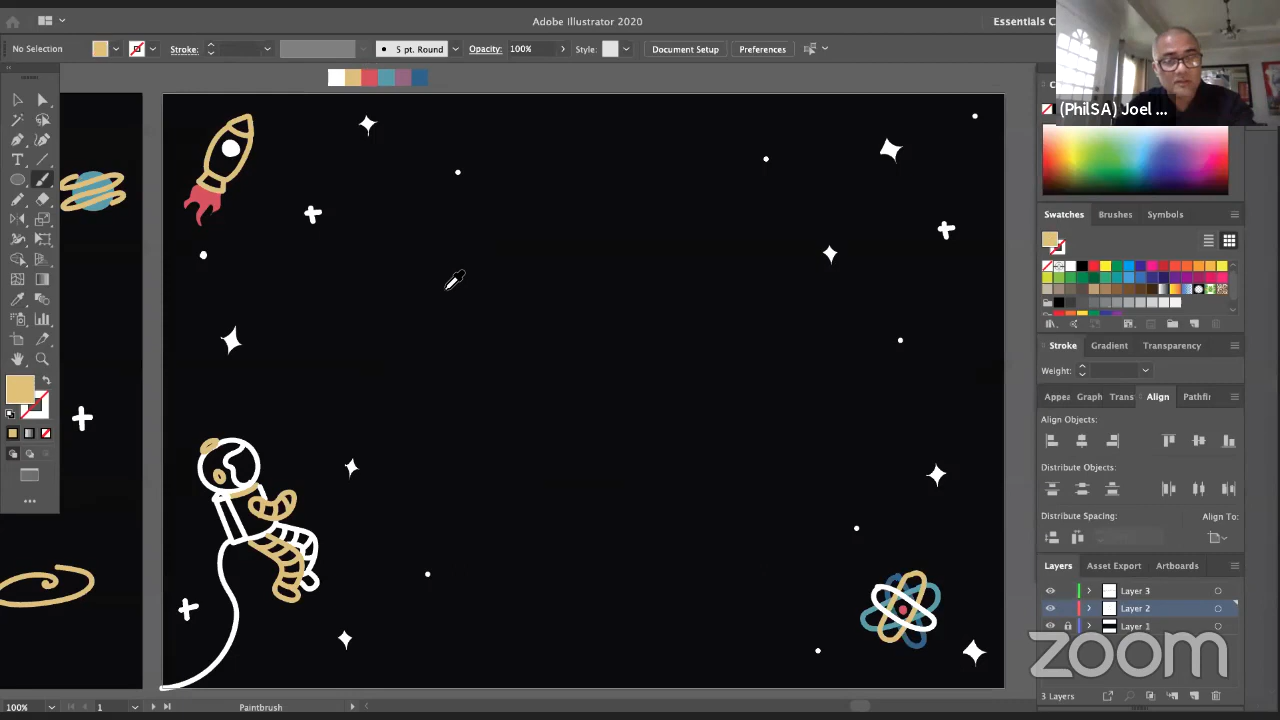 Adobe Illustrator 2020
Essentials C
No Selection
Stroke:
5 pt. Round
Opacity:
100%
Style:
Document Setup
Preferences
(PhilSA) Joel ...
Swatches
Brushes
Symbols
Stroke
Gradient
Transparency
Weight:
Appea
Graph
Trans
Align
Pathfi
Align Objects:
Distribute Objects:
Distribute Spacing:
Align To:
Layers
Asset Export
Artboards
Layer 3
Layer 2
Layer 1
zoom
3 Layers
100%
1
Paintbrush